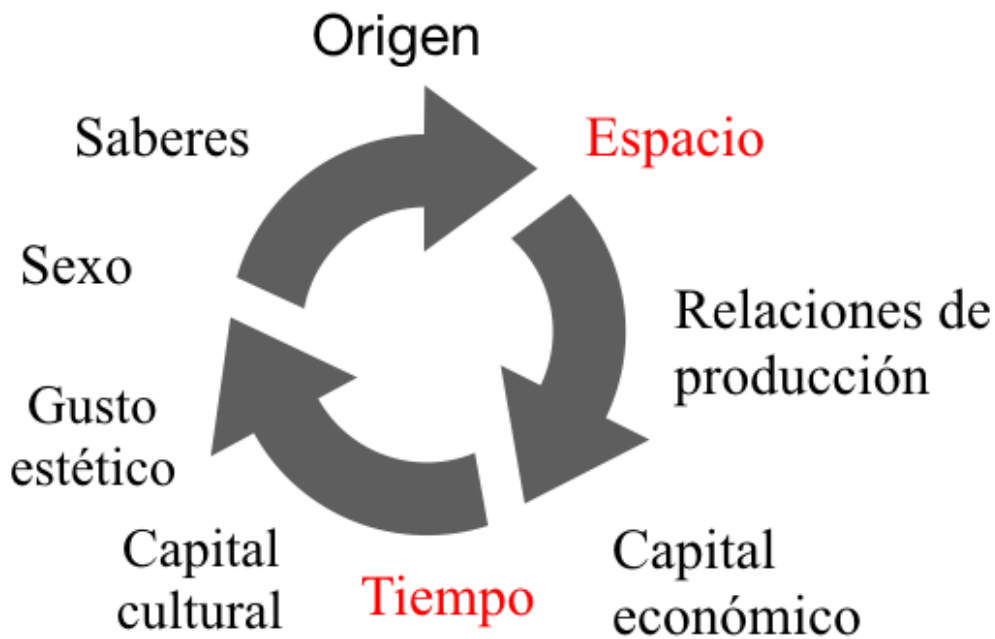 Origen
Espacio
Relaciones de
producción
Capital
económico
Tiempo
Capital
cultural
Gusto
estético
Sexo
Saberes